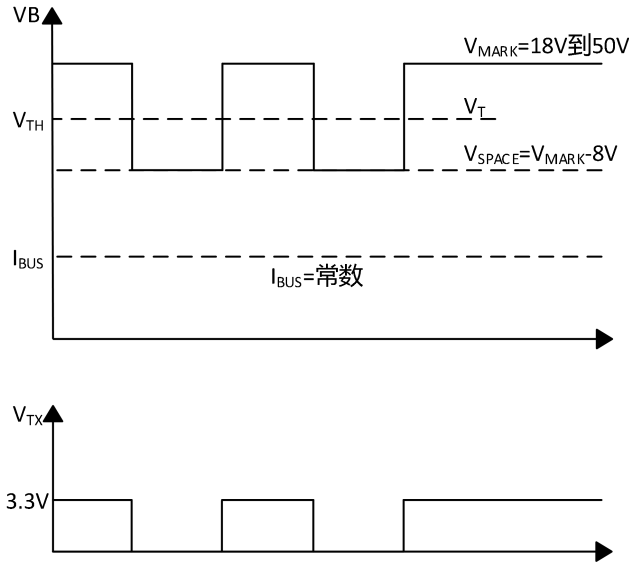 VB
VMARK=18V到50V
VTH
VT
VSPACE=VMARK-8V
IBUS
IBUS=常数
VTX
3.3V